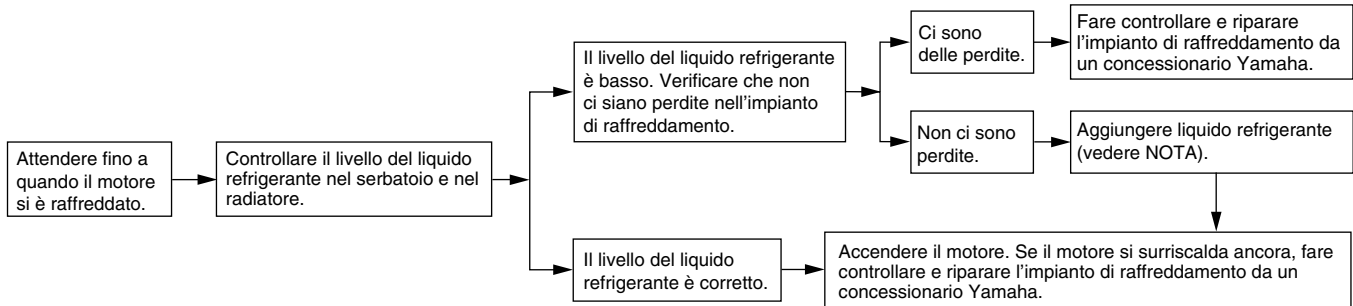 Attendere fino a
quando il motore
si è raffreddato.
Controllare il livello del liquido
refrigerante nel serbatoio e nel
radiatore.
Il livello del liquido refrigerante
è basso. Verificare che non
ci siano perdite nell'impianto
di raffreddamento.
Ci sono
delle perdite.
Fare controllare e riparare
l'impianto di raffreddamento da
un concessionario Yamaha.
Non ci sono
perdite.
Aggiungere liquido refrigerante
(vedere NOTA).
Il livello del liquido
refrigerante è corretto.
Accendere il motore. Se il motore si surriscalda ancora, fare
controllare e riparare l'impianto di raffreddamento da un
concessionario Yamaha.